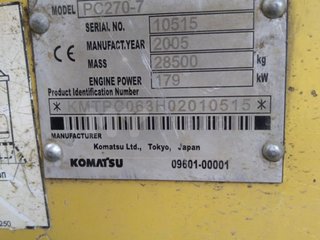 MODEL PC270-7
SERIAL NO. 10515
MANUFACT.YEAR 2005
MASS 28500 kg
ENGINE POWER 179 kW
Product Identification Number
*KMTPC063H02010515*
MANUFACTURER
Komatsu Ltd., Tokyo, Japan
KOMATSU 09601-00001